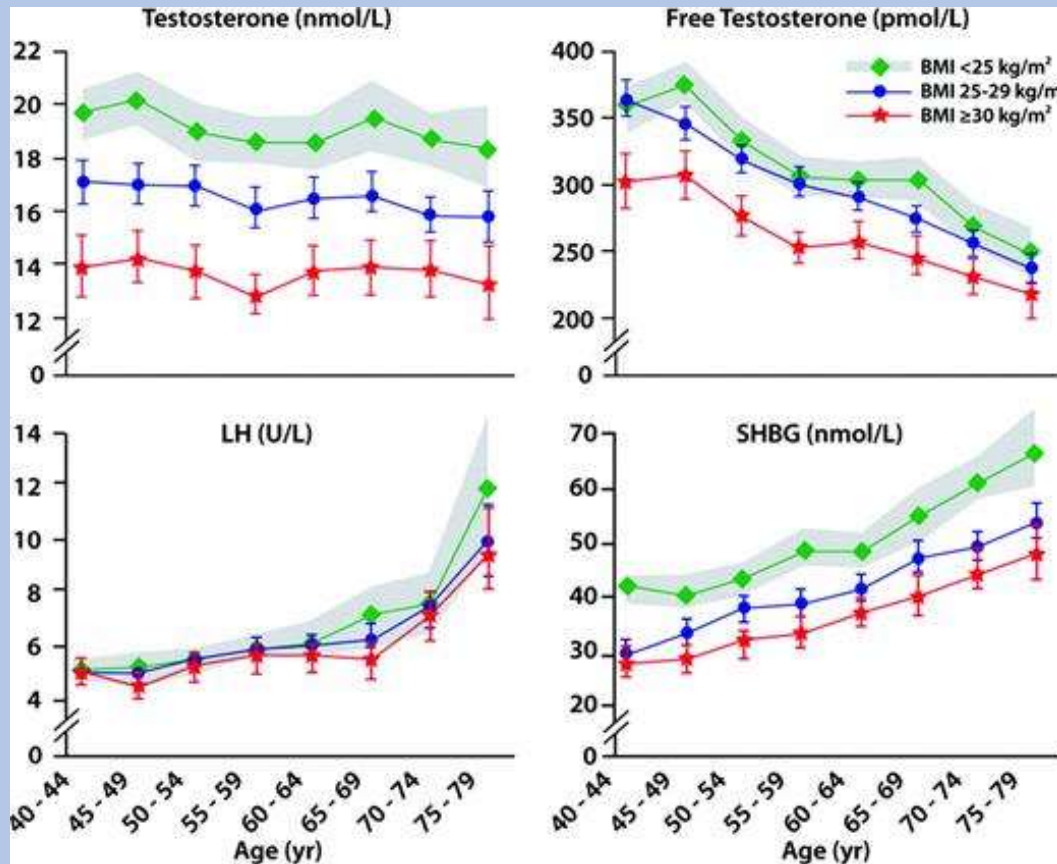 Testosterone (nmol/L)
22
20
18
16
14
12
0
Free Testosterone (pmol/L)
400
350
300
250
200
0
BMI <25 kg/m²
BMI 25-29 kg/m
BMI ≥30 kg/m²
LH (U/L)
14
12
10
8
6
4
0
40 - 44
45 - 49
50 - 54
55 - 59
60 - 64
65 - 69
70 - 74
75 - 79
Age (yr)
SHBG (nmol/L)
70
60
50
40
30
20
0
40 - 44
45 - 49
50 - 54
55 - 59
60 - 64
65 - 69
70 - 74
75 - 79
Age (yr)